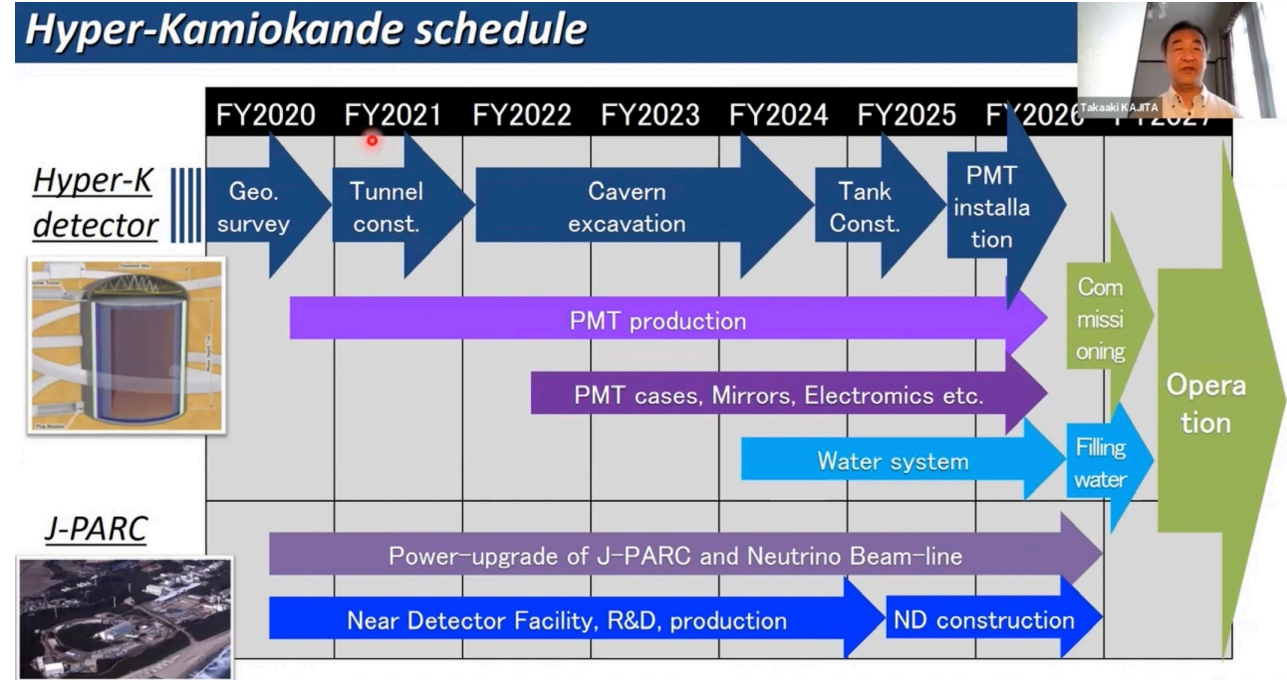 Hyper-Kamiokande schedule
Takaaki KAJITA
FY2020 FY2021 FY2022 FY2023 FY2024 FY2025 FY2026 FY2027
Hyper-K
detector
Geo.
survey
Tunnel
const.
Cavern
excavation
Tank
Const.
PMT
installa
tion
PMT production
Com
missi
oning
PMT cases, Mirrors, Electromics etc.
Opera
tion
Water system
Filling
water
J-PARC
Power-upgrade of J-PARC and Neutrino Beam-line
Near Detector Facility, R&D, production
ND construction